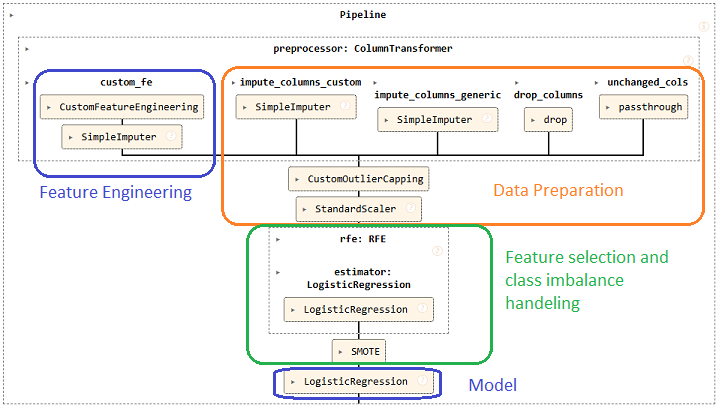 Pipeline
preprocessor: ColumnTransformer
custom_fe
impute_columns_custom
impute_columns_generic
drop_columns
unchanged_cols
CustomFeatureEngineering
SimpleImputer
SimpleImputer
SimpleImputer
drop
passthrough
Feature Engineering
CustomOutlierCapping
StandardScaler
Data Preparation
rfe: RFE
estimator:
LogisticRegression
LogisticRegression
SMOTE
Feature selection and
class imbalance
handeling
LogisticRegression
Model